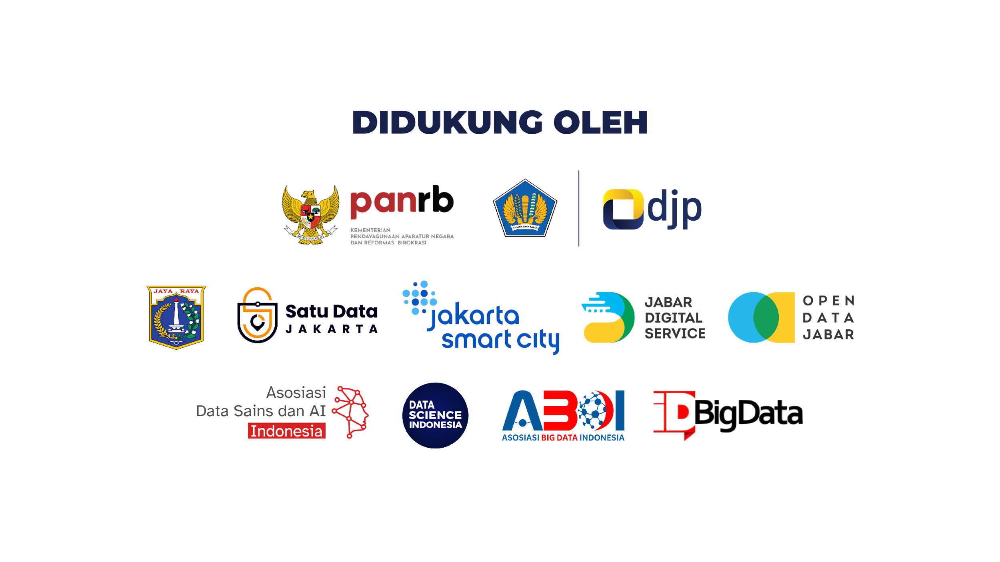 DIDUKUNG OLEH
BHINNEKA TUNGGAL IKA
panrb
KEMENTERIAN
PENDAYAGUNAAN APARATUR NEGARA
DAN REFORMASI BIROKRASI
NAGARA DANA RAKCA
djp
JAYA RAYA
Satu Data
JAKARTA
jakarta
smart city
JABAR
DIGITAL
SERVICE
OPEN
DATA
JABAR
Asosiasi
Data Sains dan AI
Indonesia
DATA
SCIENCE
INDONESIA
ABDI
ASOSIASI BIG DATA INDONESIA
D BigData